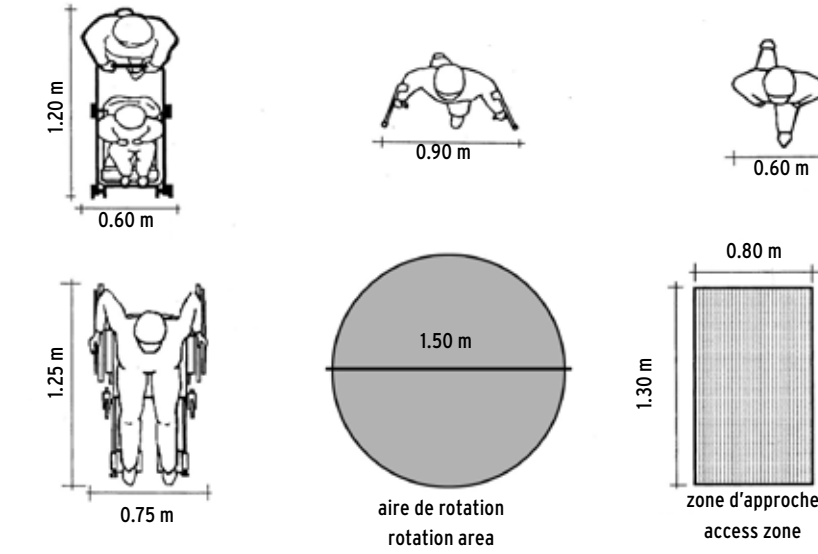 1.20 m
0.60 m
0.90 m
0.60 m
1.25 m
0.75 m
1.50 m
aire de rotation
rotation area
0.80 m
1.30 m
zone d'approche
access zone